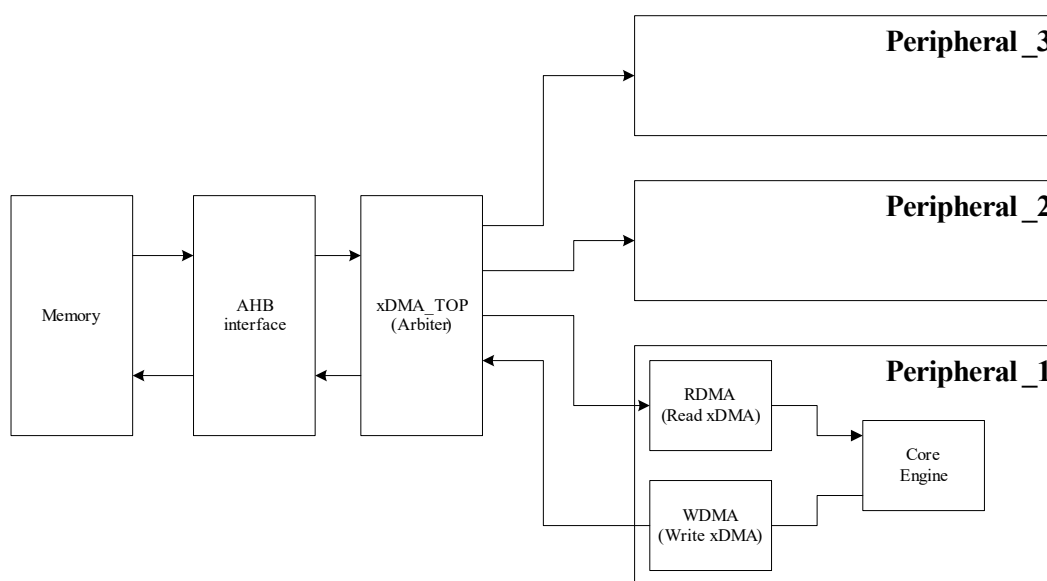 Peripheral _3
Peripheral _2
Memory
AHB
interface
xDMA_TOP
(Arbiter)
Peripheral _1
RDMA
(Read xDMA)
Core
Engine
WDMA
(Write xDMA)